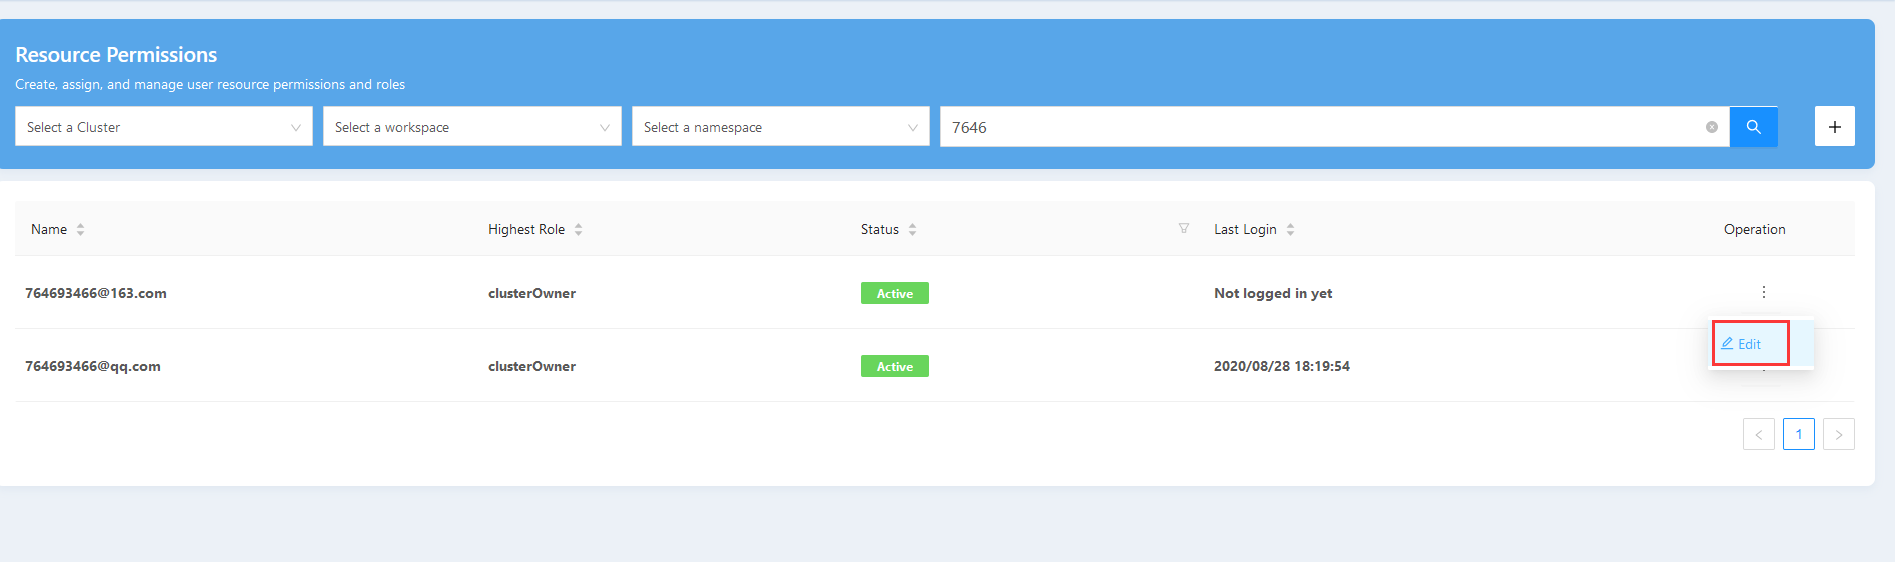 Resource Permissions
Create, assign, and manage user resource permissions and roles
Select a Cluster Select a workspace Select a namespace 7646
Name Highest Role Status Last Login Operation
764693466@163.com clusterOwner Active Not logged in yet
Edit
764693466@qq.com clusterOwner Active 2020/08/28 18:19:54
1